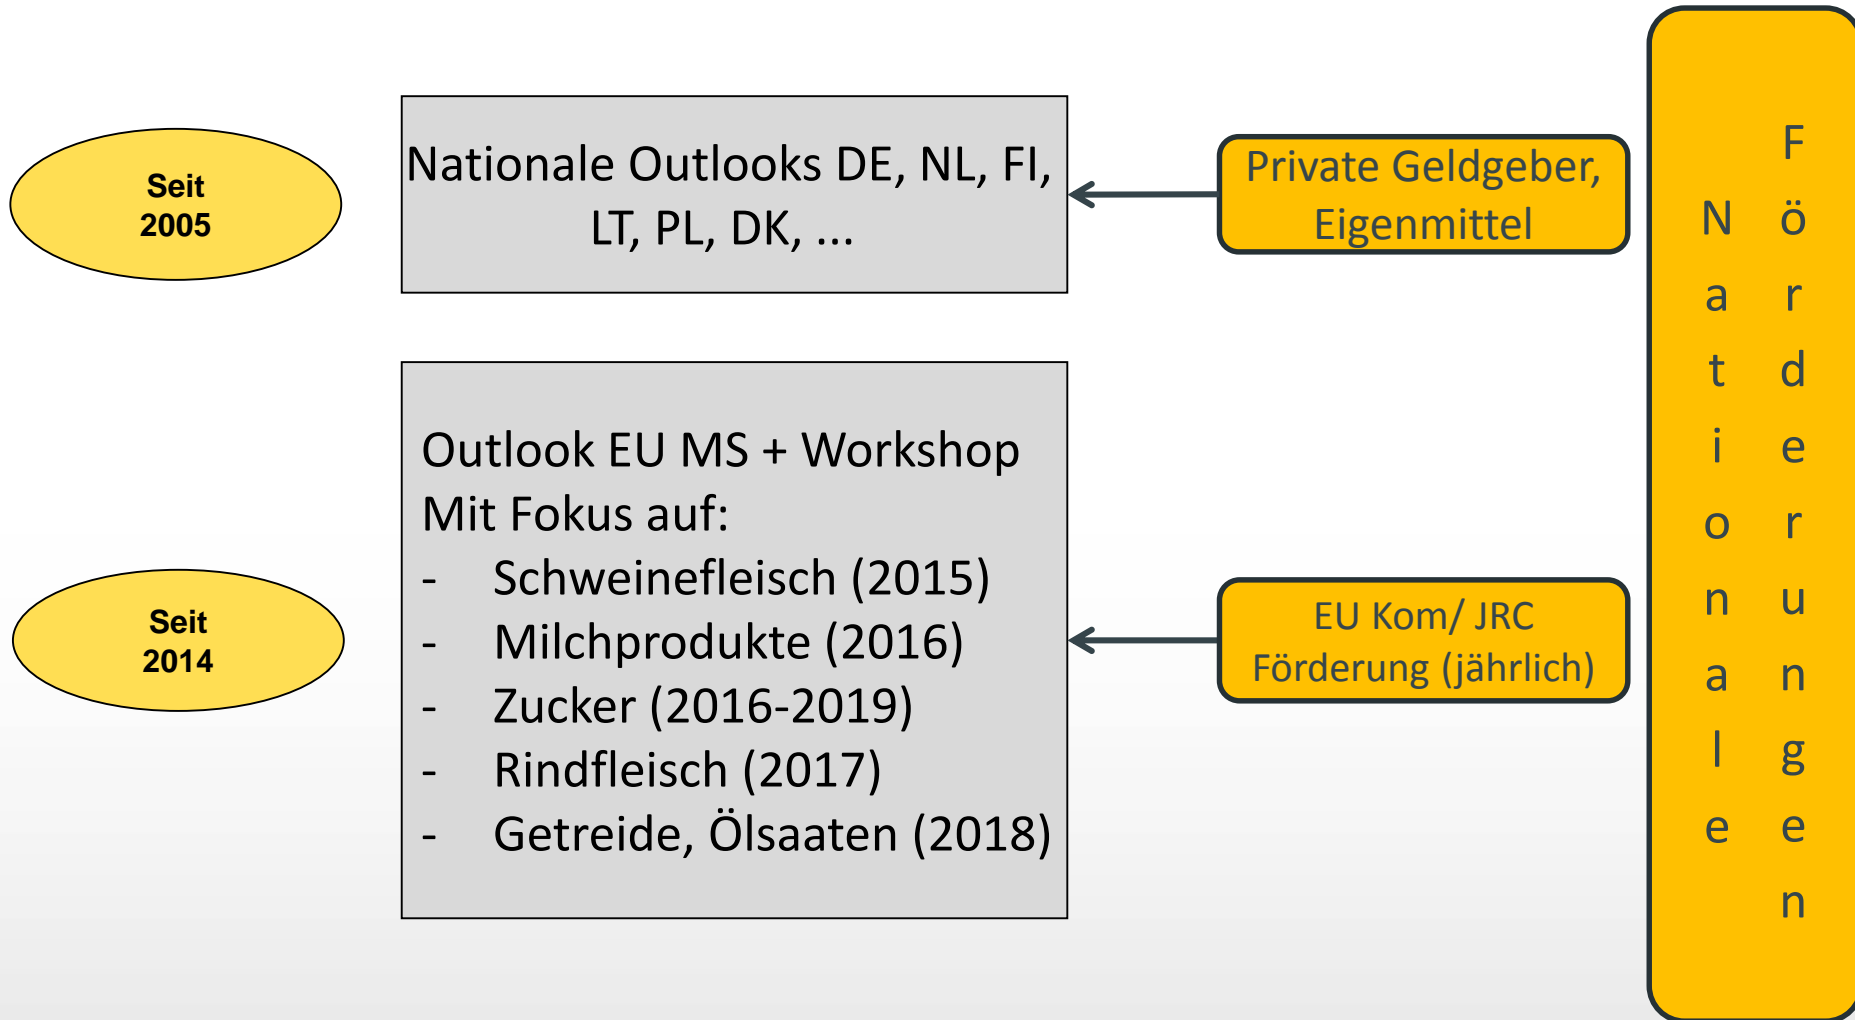 Seit
2005
Nationale Outlooks DE, NL, FI,
LT, PL, DK, ...
Private Geldgeber,
Eigenmittel
Seit
2014
Outlook EU MS + Workshop
Mit Fokus auf:
- Schweinefleisch (2015)
- Milchprodukte (2016)
- Zucker (2016-2019)
- Rindfleisch (2017)
- Getreide, Ölsaaten (2018)
EU Kom/ JRC
Förderung (jährlich)
Nationale
Förderungen